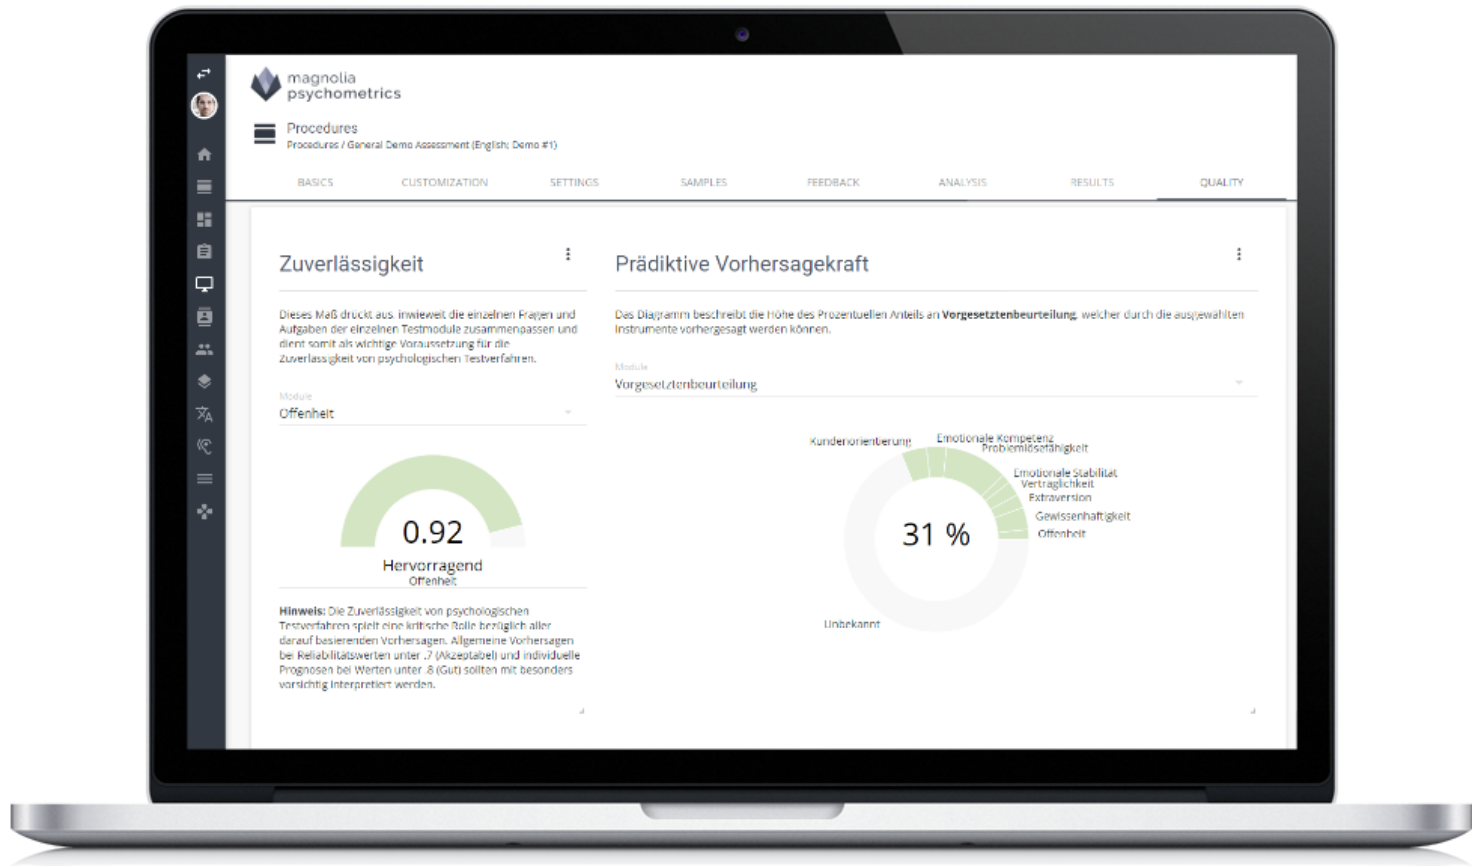 magnolia
psychometrics
Procedures
Procedures / General Demo Assessment (English; Demo #1)
BASICS
CUSTOMIZATION
SETTINGS
SAMPLES
FEEDBACK
ANALYSIS
RESULTS
QUALITY
Zuverlässigkeit
Dieses Maß drückt aus, inwieweit die einzelnen Fragen und
Aufgaben der einzelnen Testmodule zusammenpassen und
dient somit als wichtige Voraussetzung für die
Zuverlässigkeit von psychologischen Testverfahren.
Module
Offenheit
0.92
Hervorragend
Offenheit
Hinweis: Die Zuverlässigkeit von psychologischen
Testverfahren spielt eine kritische Rolle bezüglich aller
darauf basierenden Vorhersagen. Allgemeine Vorhersagen
bei Reliabilitätswerten unter .7 (Akzeptabel) und individuelle
Prognosen bei Werten unter .8 (Gut) sollten mit besonders
vorsichtig interpretiert werden.
Prädiktive Vorhersagekraft
Das Diagramm beschreibt die Höhe des Prozentuellen Anteils an Vorgesetztenbeurteilung, welcher durch die ausgewählten
Instrumente vorhergesagt werden können.
Module
Vorgesetztenbeurteilung
Kundenorientierung
Emotionale Kompetenz
Problemlösefähigkeit
Emotionale Stabilität
Verträglichkeit
Extraversion
Gewissenhaftigkeit
Offenheit
31 %
Unbekannt